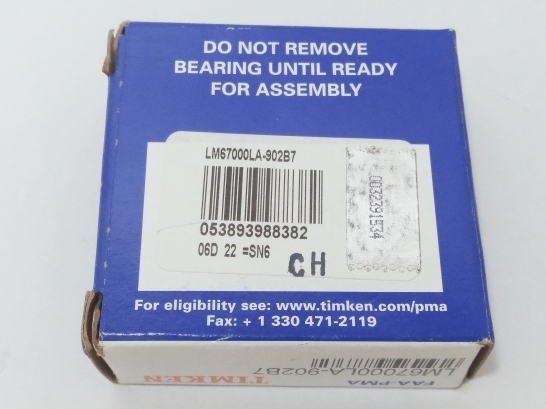 DO NOT REMOVE
BEARING UNTIL READY
FOR ASSEMBLY
LM67000LA-902B7
053893988382
06D 22 =SN6
CH
0032391534
For eligibility see: www.timken.com/pma
Fax: + 1 330 471-2119
FAA-PMA
LM67000LA-902B7
TIMKEN